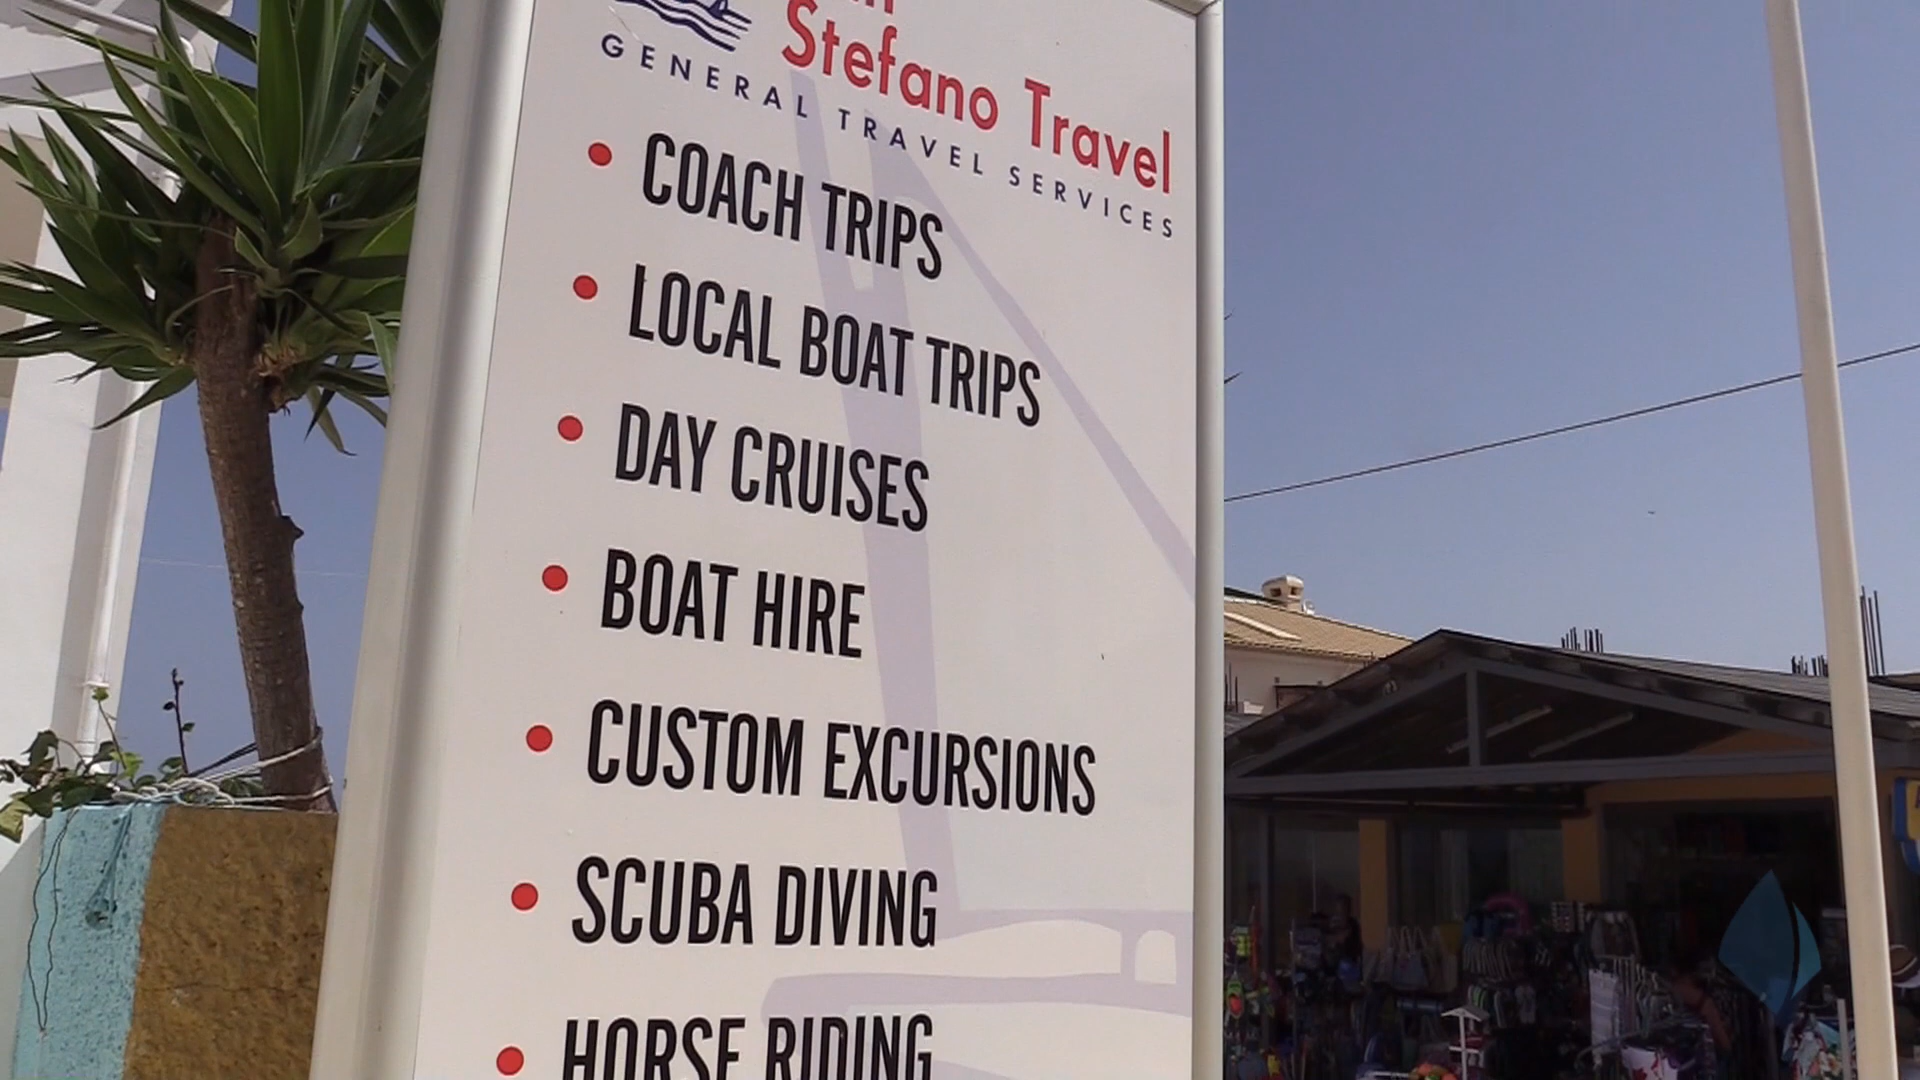 Stefano Travel
GENERAL TRAVEL SERVICES
• COACH TRIPS
• LOCAL BOAT TRIPS
• DAY CRUISES
• BOAT HIRE
• CUSTOM EXCURSIONS
• SCUBA DIVING
• HORSE RIDING